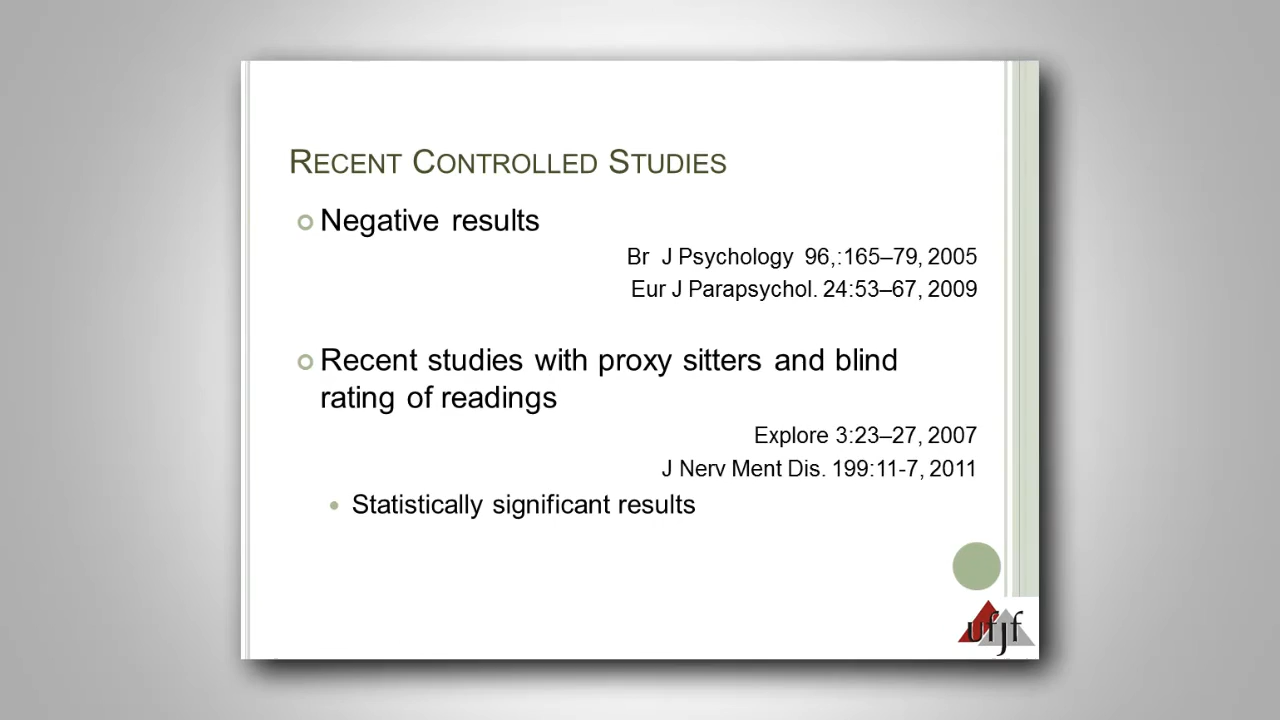 RECENT CONTROLLED STUDIES
Negative results
Br J Psychology 96,:165–79, 2005
Eur J Parapsychol. 24:53–67, 2009
Recent studies with proxy sitters and blind
rating of readings
Explore 3:23–27, 2007
J Nerv Ment Dis. 199:11-7, 2011
Statistically significant results
ufjf